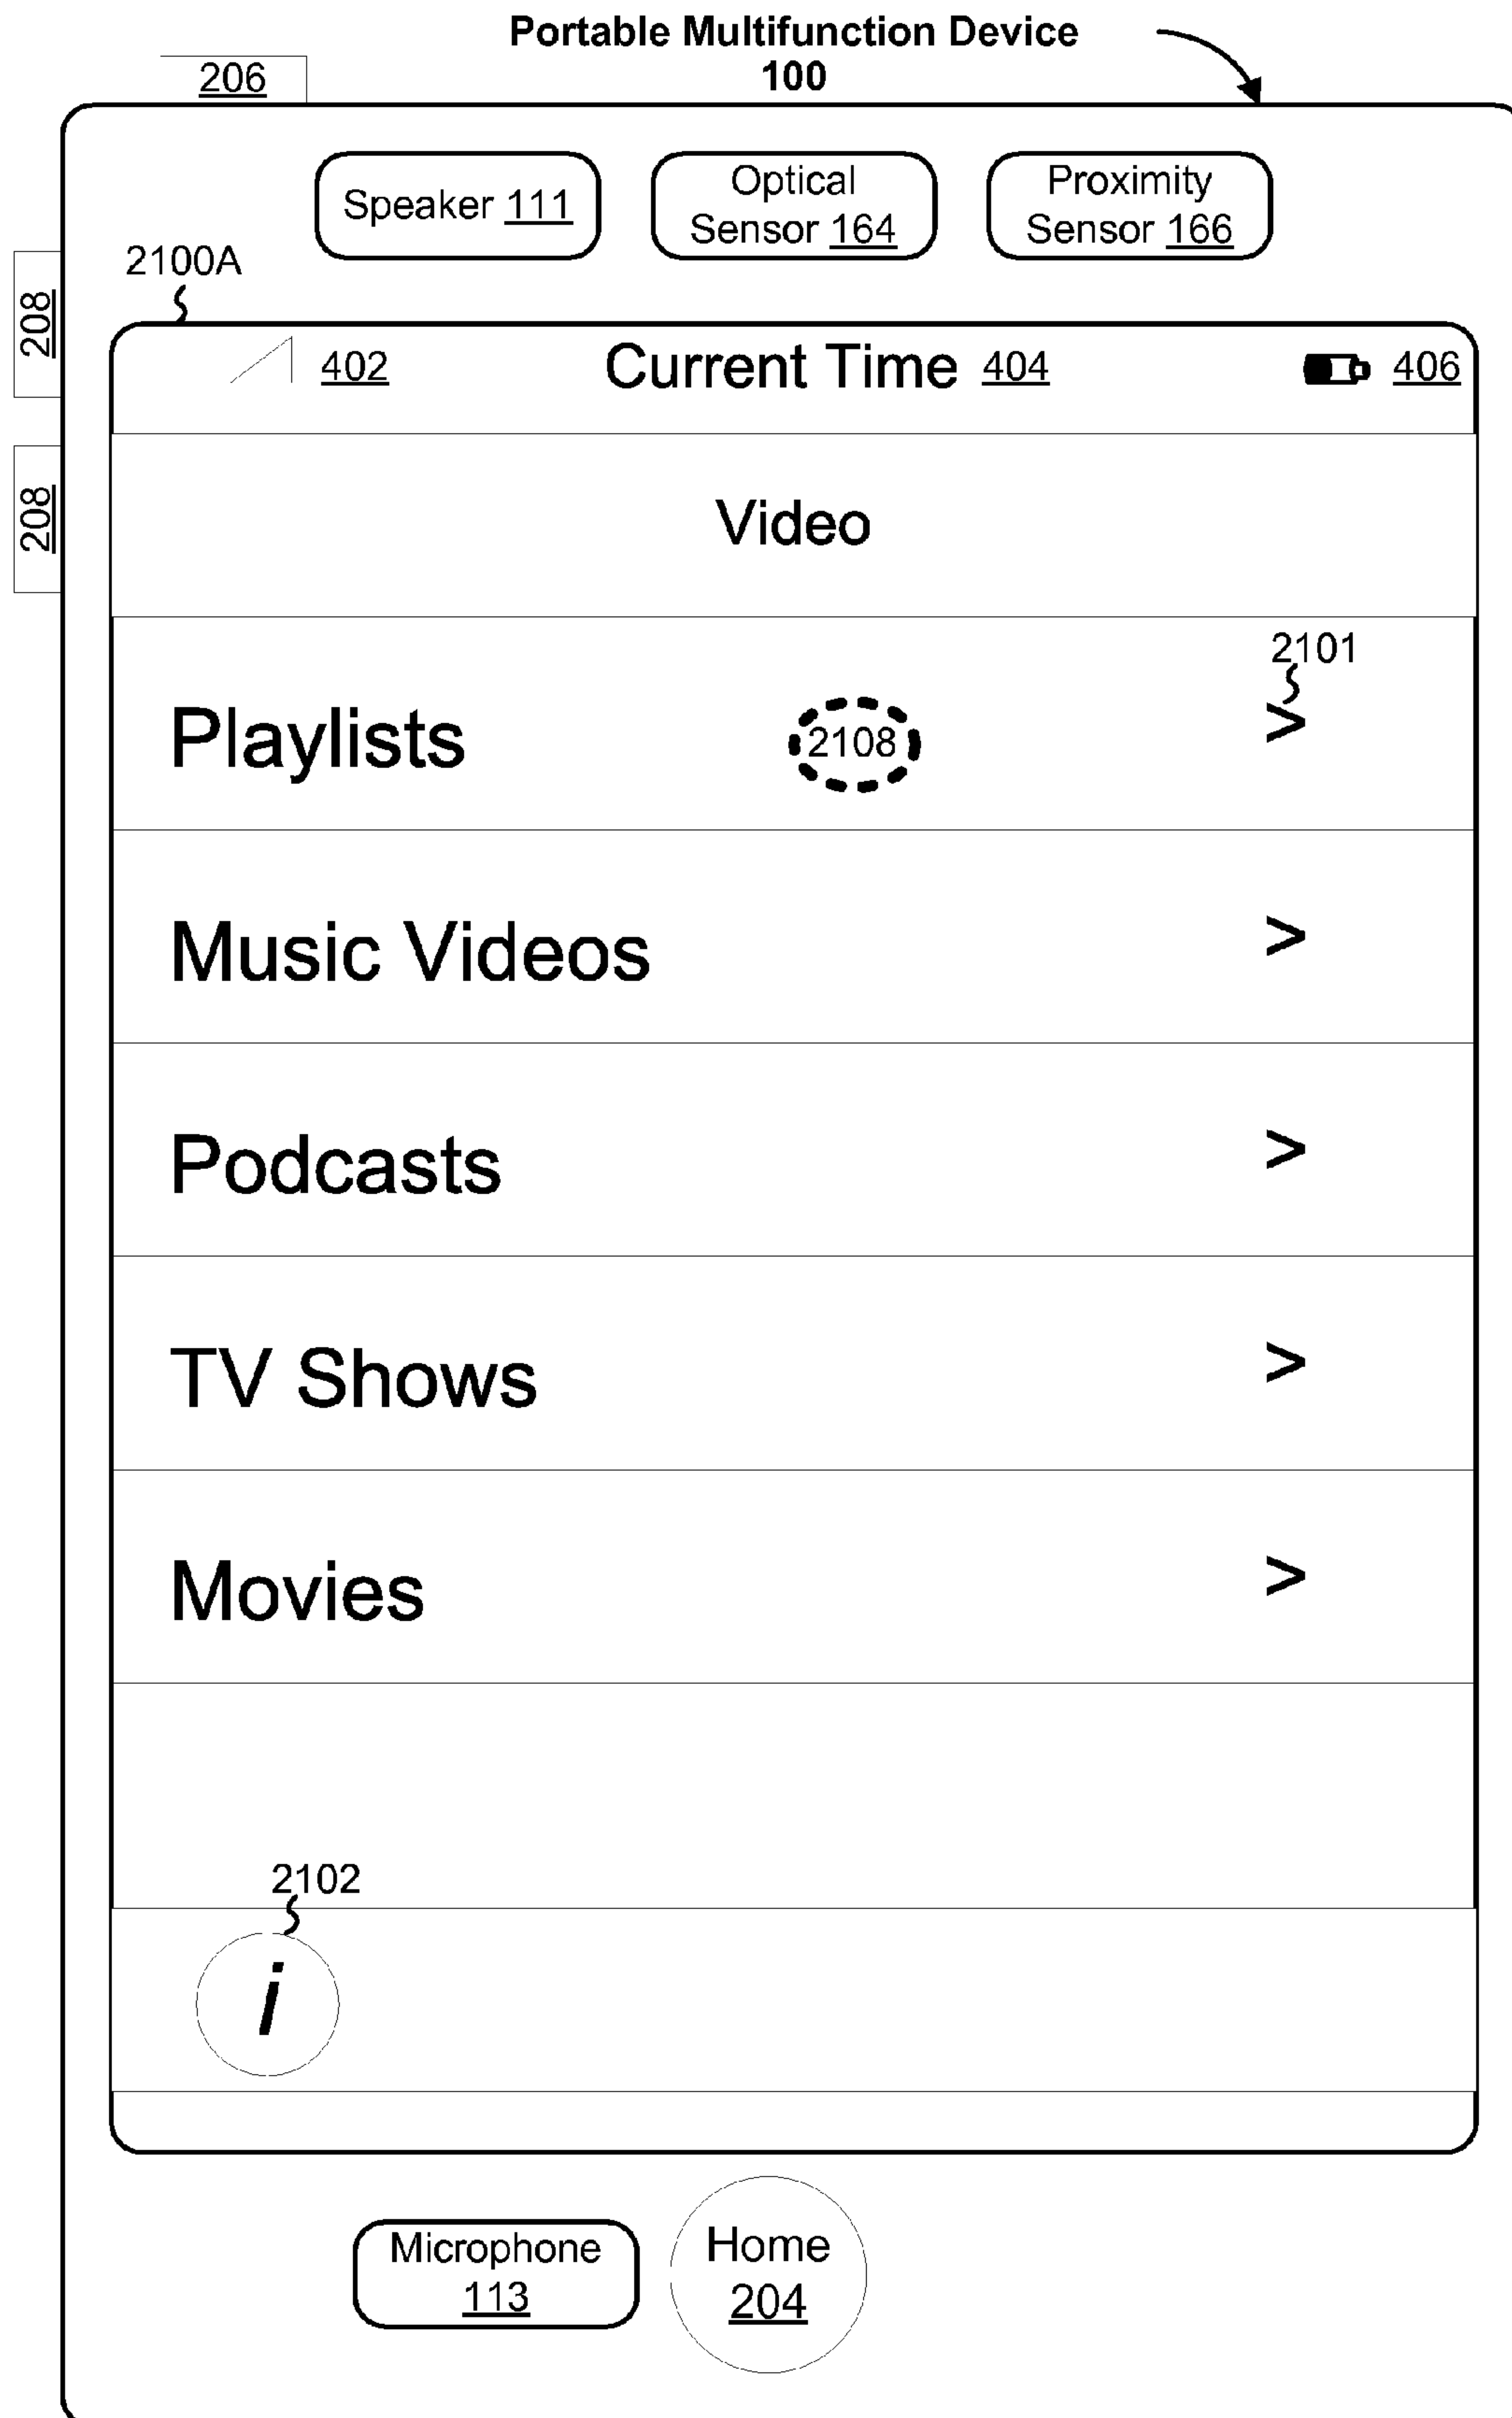 Portable Multifunction Device
100
206
Speaker 111
Optical
Sensor 164
Proximity
Sensor 166
2100A
208
402
Current Time 404
406
208
Video
2101
Playlists
2108
>
Music Videos >
Podcasts >
TV Shows >
Movies >
2102
i
Microphone
113
Home
204